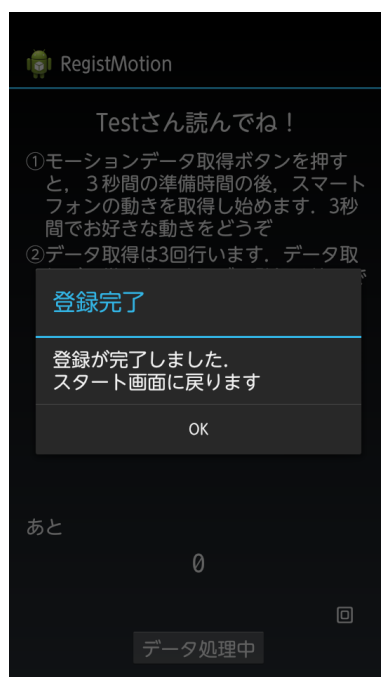 RegistMotion
Testさん読んでね！
①モーションデータ取得ボタンを押す
と，３秒間の準備時間の後，スマート
フォンの動きを取得し始めます．3秒
間でお好きな動きをどうぞ
②データ取得は3回行います．データ取
登録完了
登録が完了しました．
スタート画面に戻ります
OK
あと
0
回
データ処理中